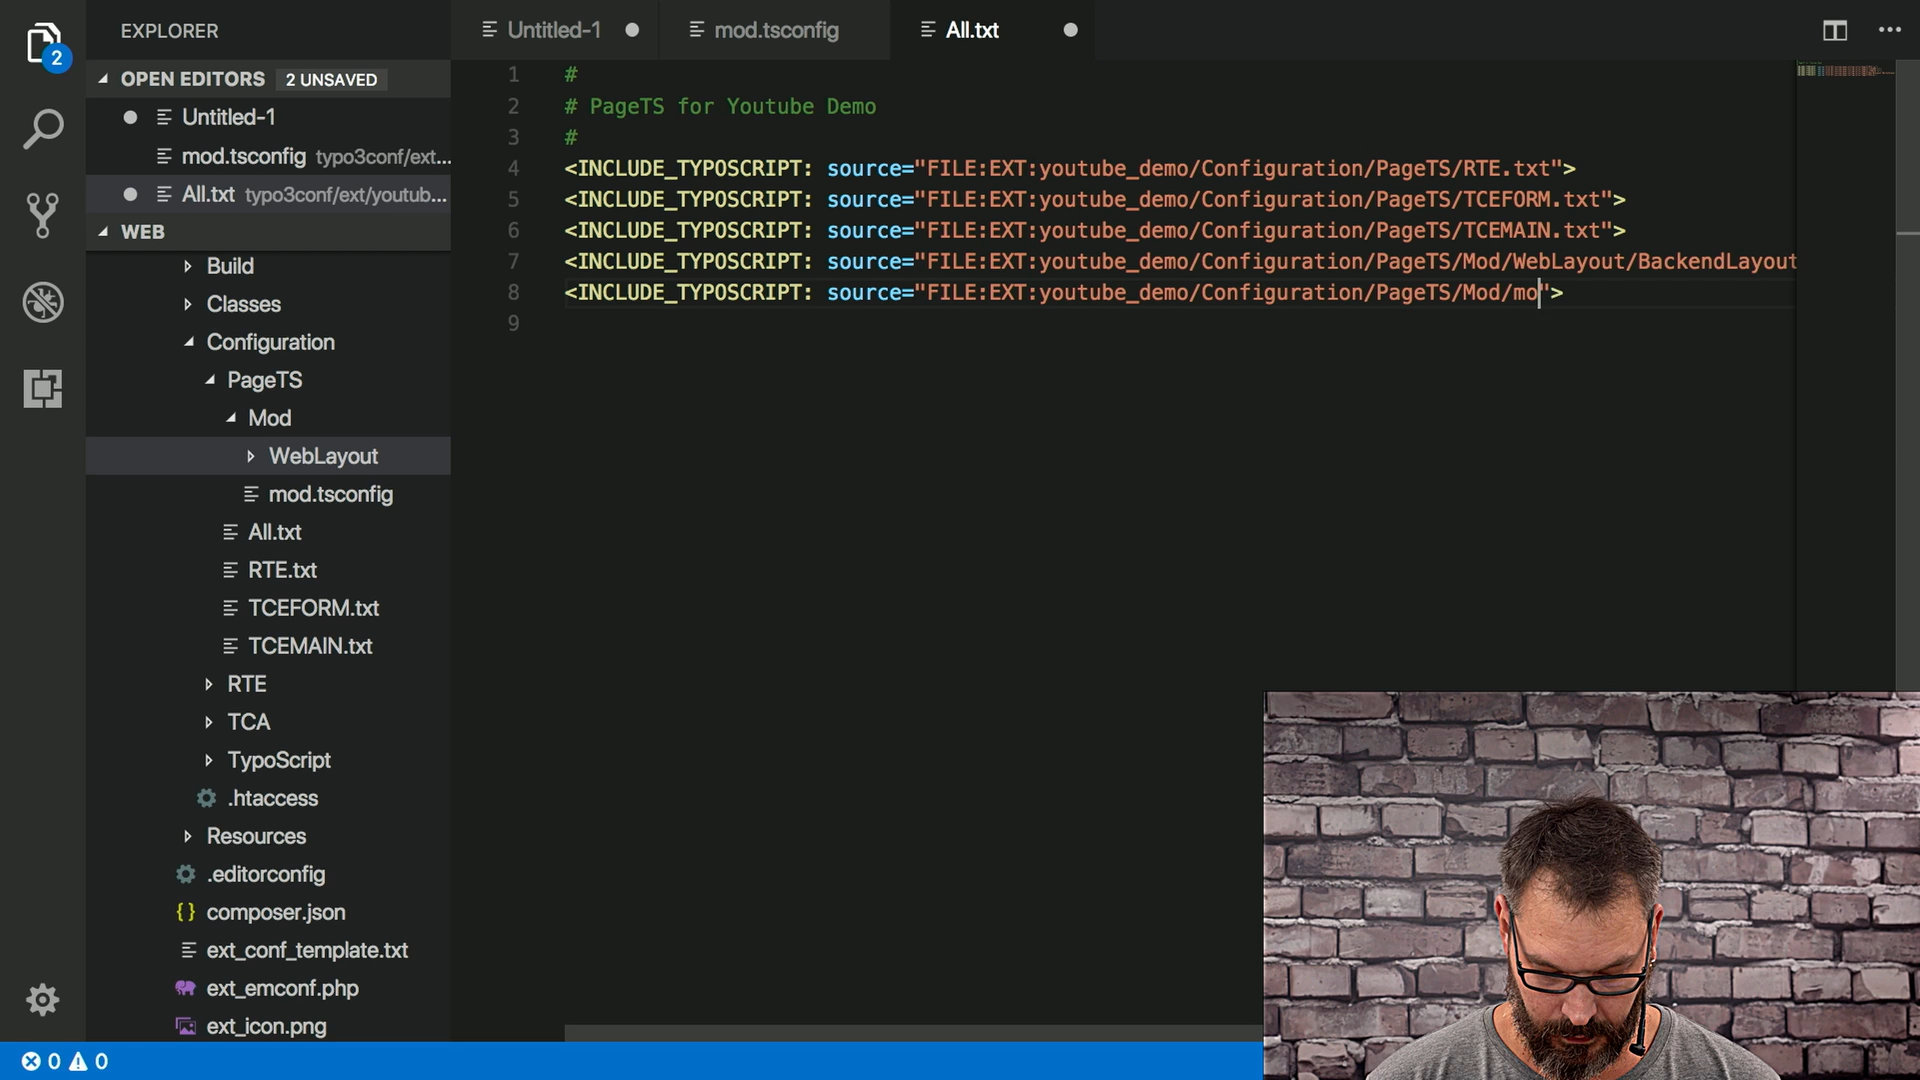 EXPLORER
OPEN EDITORS 2 UNSAVED
Untitled-1
mod.tsconfig typo3conf/ext...
All.txt typo3conf/ext/youtub...
WEB
Build
Classes
Configuration
PageTS
Mod
WebLayout
mod.tsconfig
All.txt
RTE.txt
TCEFORM.txt
TCEMAIN.txt
RTE
TCA
TypoScript
.htaccess
Resources
.editorconfig
composer.json
ext_conf_template.txt
ext_emconf.php
ext_icon.png
2
0 0
Untitled-1 mod.tsconfig All.txt
1 #
2 # PageTS for Youtube Demo
3 #
4 <INCLUDE_TYPOSCRIPT: source="FILE:EXT:youtube_demo/Configuration/PageTS/RTE.txt">
5 <INCLUDE_TYPOSCRIPT: source="FILE:EXT:youtube_demo/Configuration/PageTS/TCEFORM.txt">
6 <INCLUDE_TYPOSCRIPT: source="FILE:EXT:youtube_demo/Configuration/PageTS/TCEMAIN.txt">
7 <INCLUDE_TYPOSCRIPT: source="FILE:EXT:youtube_demo/Configuration/PageTS/Mod/WebLayout/BackendLayout
8 <INCLUDE_TYPOSCRIPT: source="FILE:EXT:youtube_demo/Configuration/PageTS/Mod/mo">
9